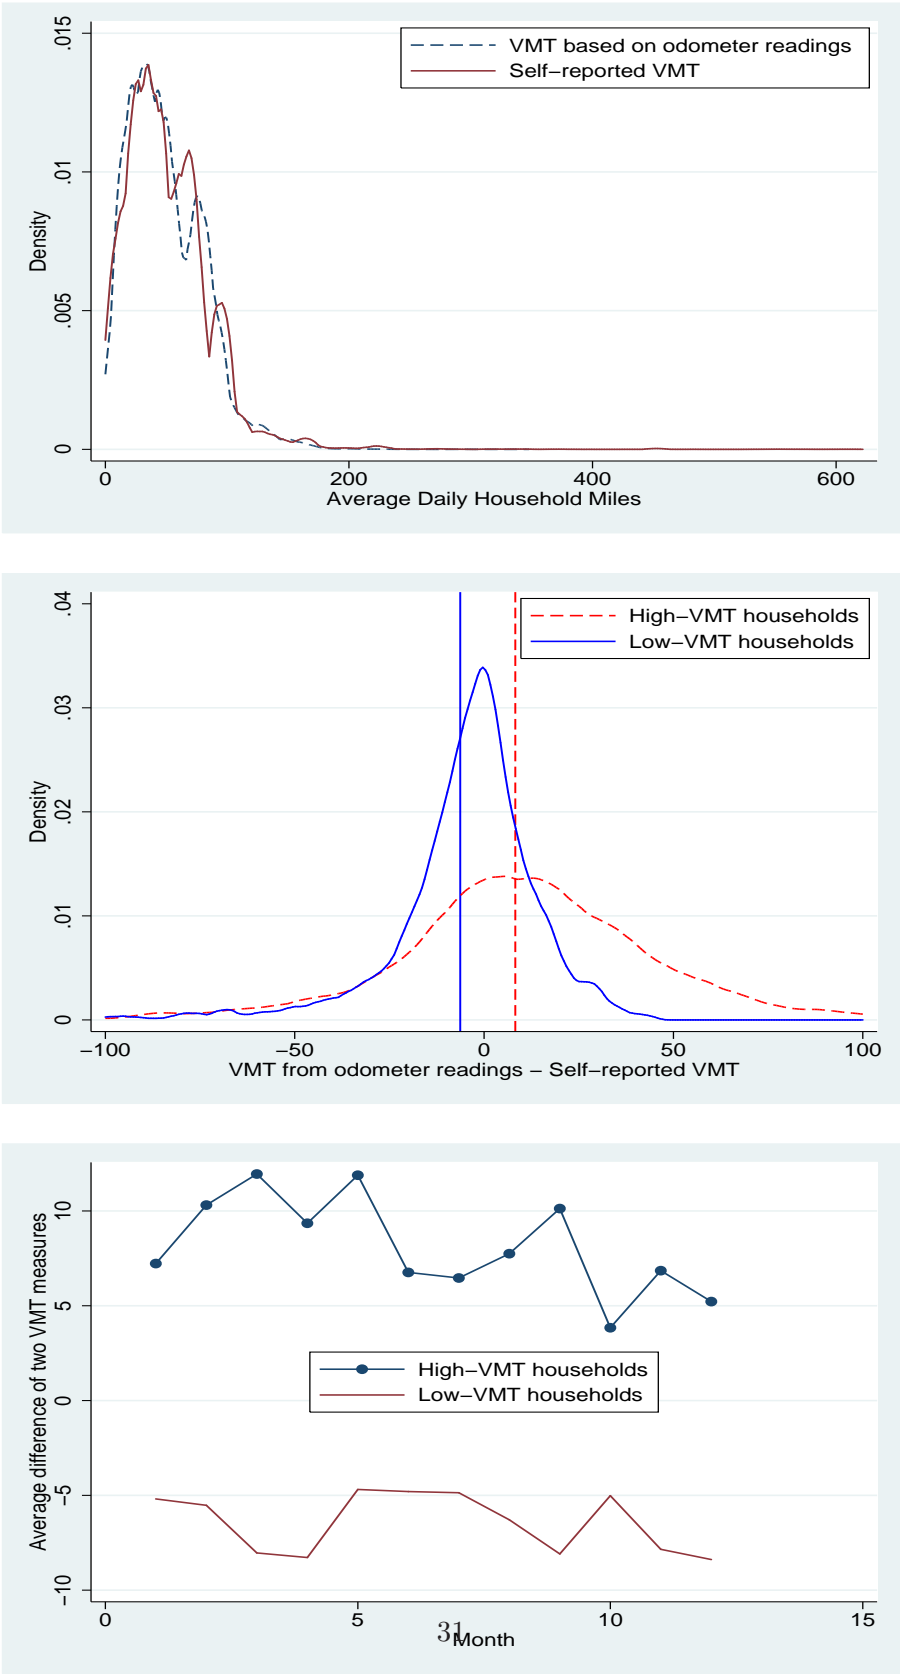 .015
.01
.005
0
Density
VMT based on odometer readings
Self−reported VMT
0
200
400
600
Average Daily Household Miles
.04
.03
.02
.01
0
Density
High−VMT households
Low−VMT households
−100
−50
0
50
100
VMT from odometer readings − Self−reported VMT
10
5
0
−5
−10
Average difference of two VMT measures
High−VMT households
Low−VMT households
0
5
10
15
Month
31